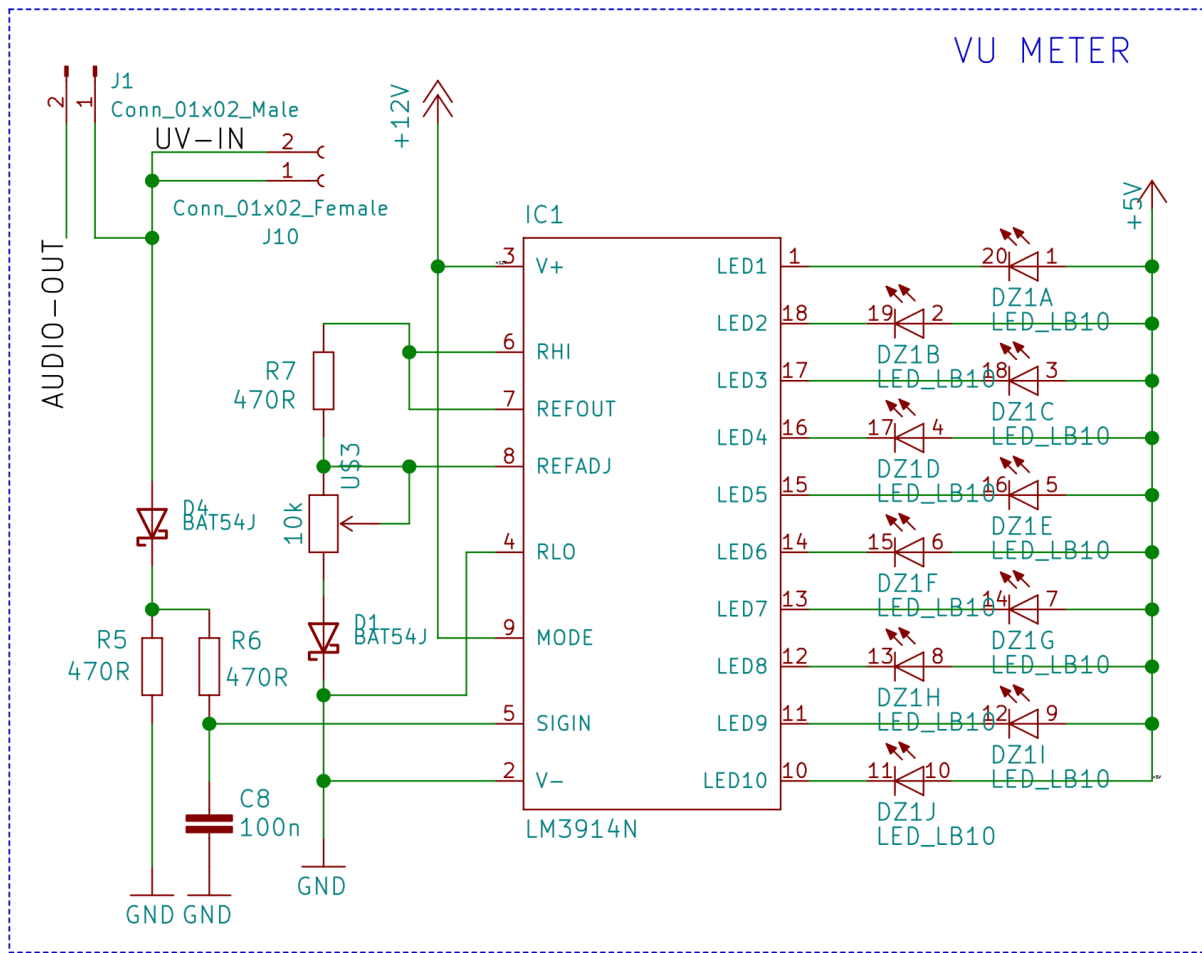 VU METER
J1
Conn_01x02_Male
2
1
UV-IN
2
1
Conn_01x02_Female
J10
AUDIO-OUT
+12V
+5V
IC1
+12V
3 V+
6 RHI
7 REFOUT
8 REFADJ
4 RLO
9 MODE
5 SIGIN
2 V-
LED1 1
LED2 18
LED3 17
LED4 16
LED5 15
LED6 14
LED7 13
LED8 12
LED9 11
LED10 10
LM3914N
R7
470R
U$3
10k
D4
BAT54J
D1
BAT54J
R5
470R
R6
470R
C8
100n
GND
GND
GND
20 1
DZ1A
LED_LB10
19 2
DZ1B
LED_LB10
18 3
DZ1C
LED_LB10
17 4
DZ1D
LED_LB10
16 5
DZ1E
LED_LB10
15 6
DZ1F
LED_LB10
14 7
DZ1G
LED_LB10
13 8
DZ1H
LED_LB10
12 9
DZ1I
LED_LB10
11 10
DZ1J
LED_LB10
+5V